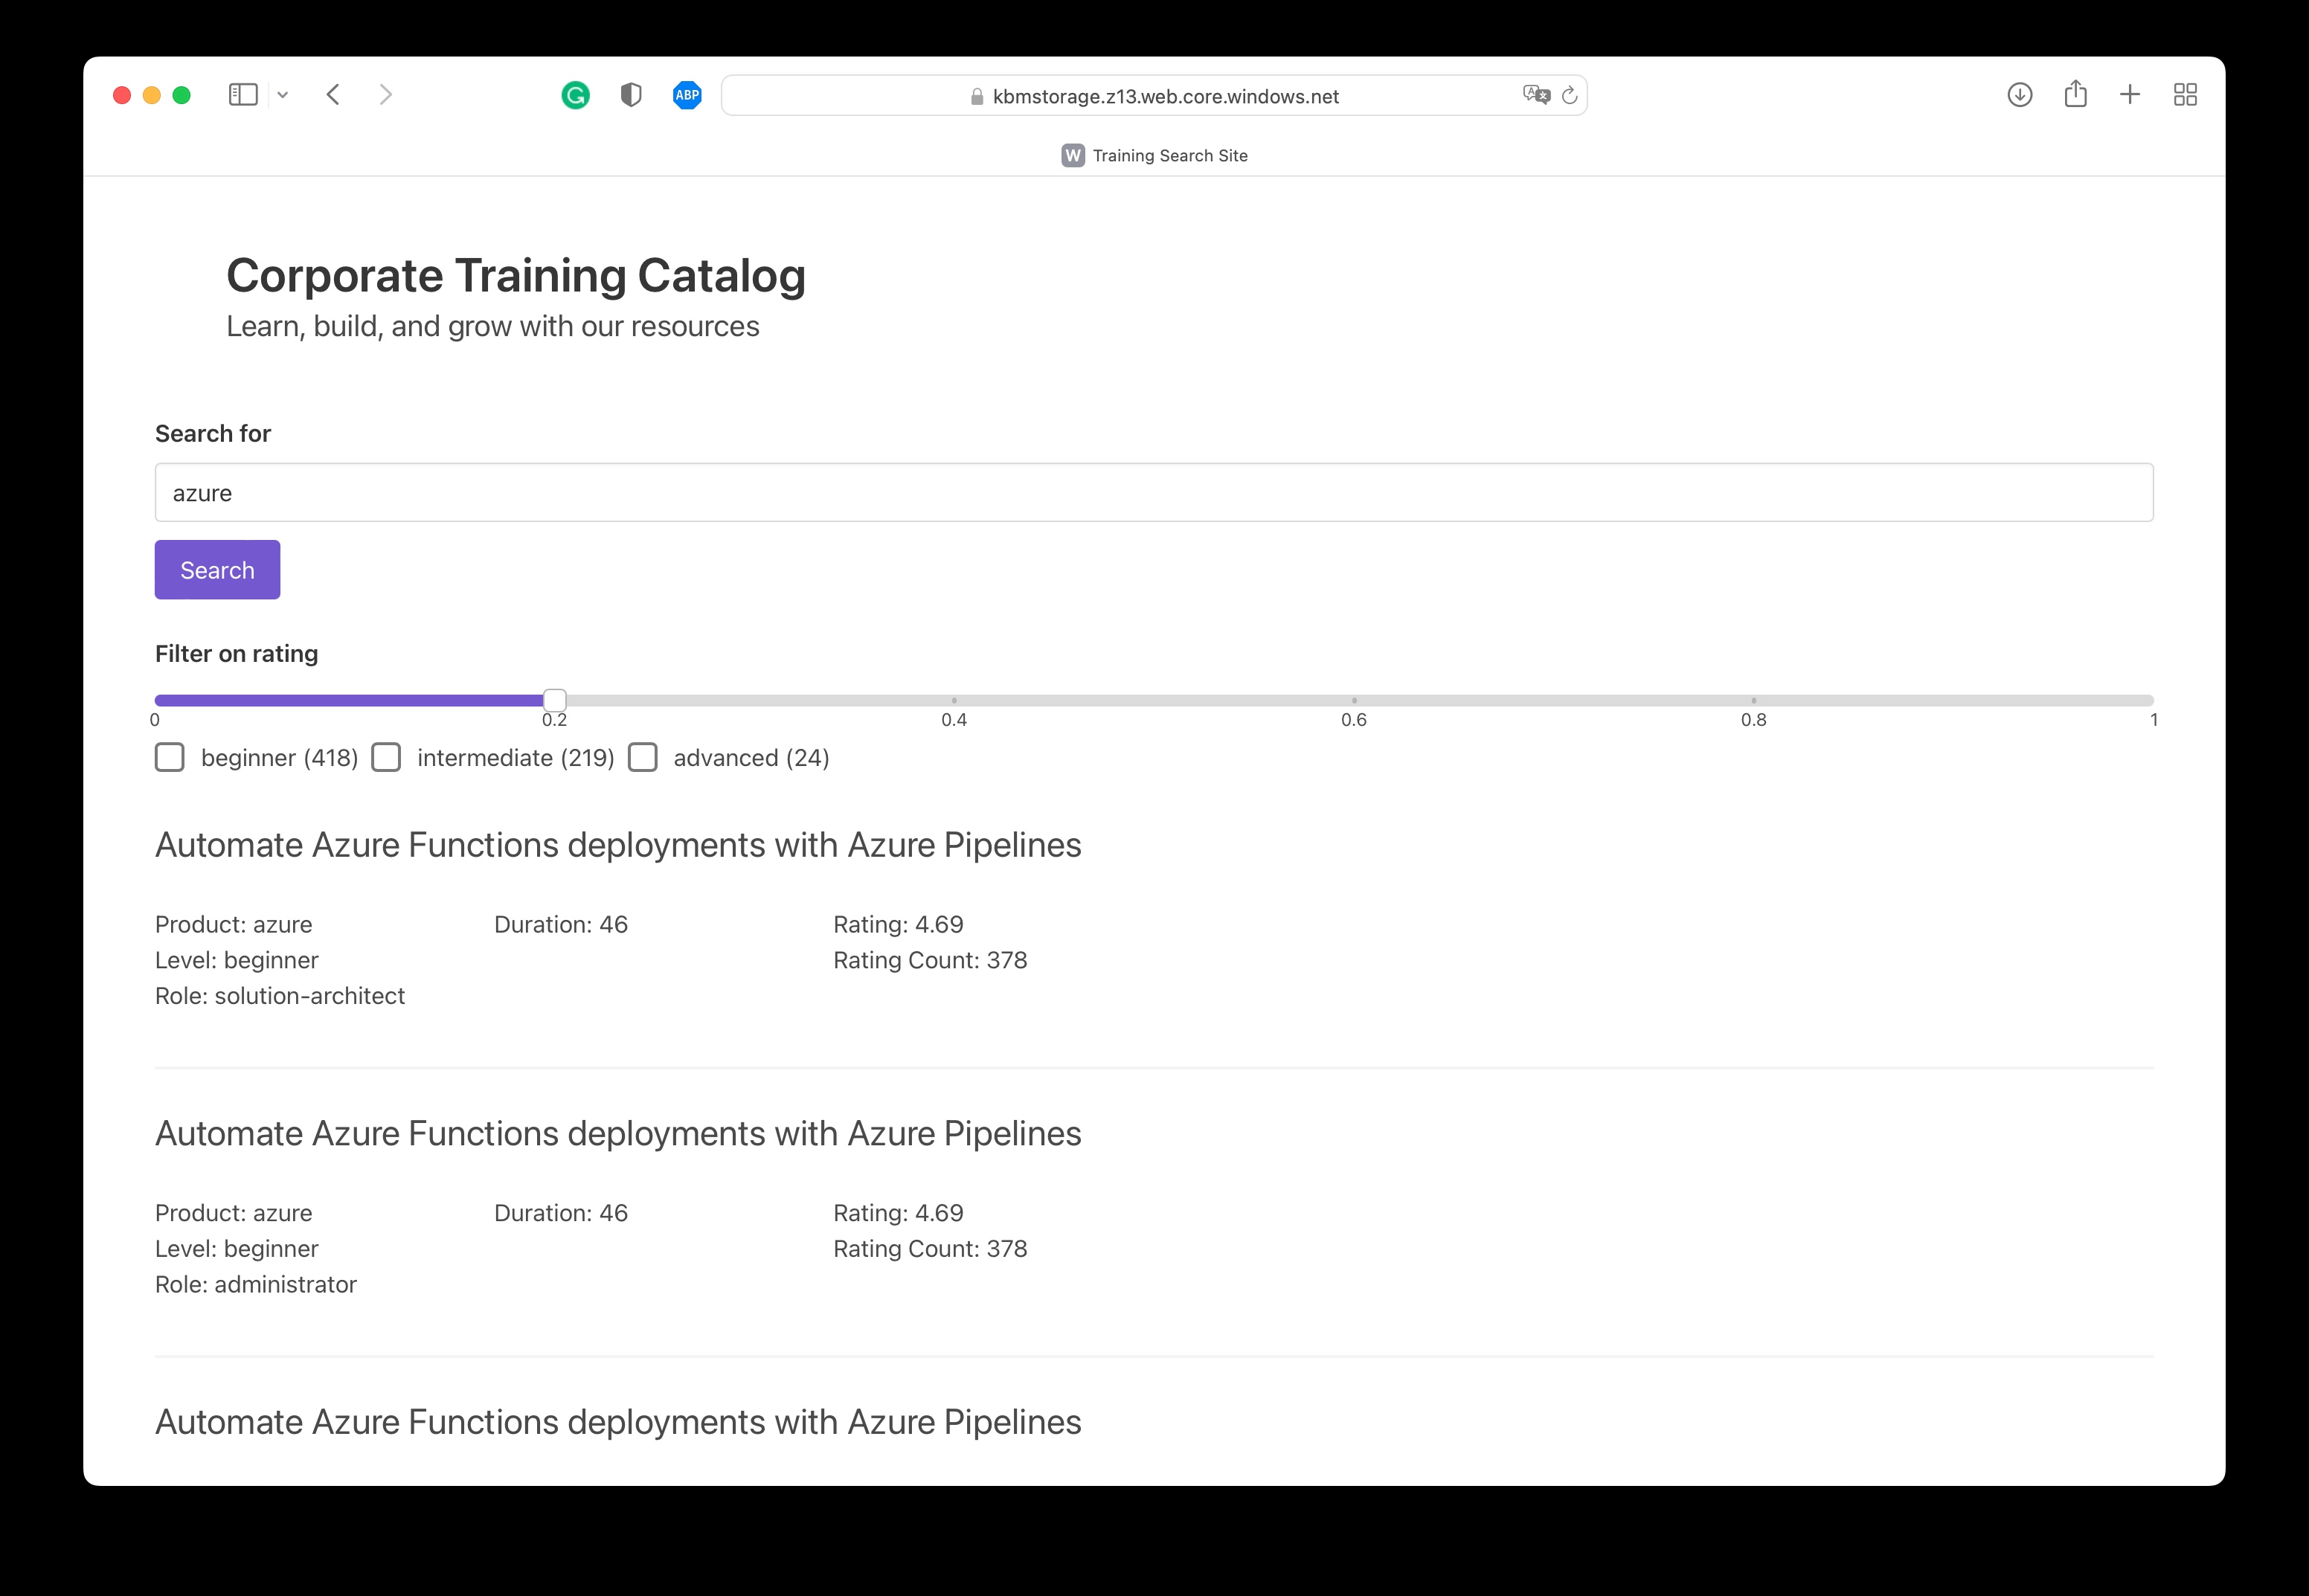 ABP
kbmstorage.z13.web.core.windows.net
W Training Search Site
Corporate Training Catalog
Learn, build, and grow with our resources
Search for
azure
Search
Filter on rating
0 0.2 0.4 0.6 0.8 1
beginner (418) intermediate (219) advanced (24)
Automate Azure Functions deployments with Azure Pipelines
Product: azure Duration: 46 Rating: 4.69
Level: beginner Rating Count: 378
Role: solution-architect
Automate Azure Functions deployments with Azure Pipelines
Product: azure Duration: 46 Rating: 4.69
Level: beginner Rating Count: 378
Role: administrator
Automate Azure Functions deployments with Azure Pipelines